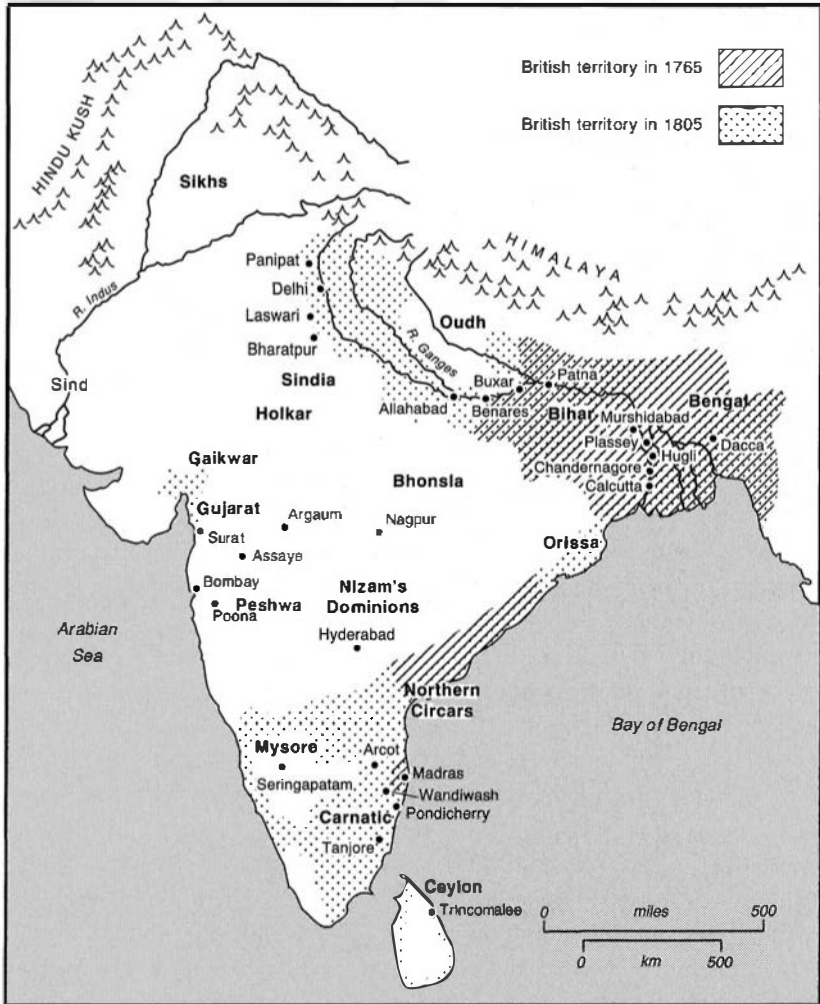 British territory in 1765
British territory in 1805
HINDU KUSH
Sikhs
HIMALAYA
Panipat
Delhi
R. Indus
Laswari
Oudh
Bharatpur
R. Ganges
Sindia
Buxar
Patna
Sind
Holkar
Allahabad
Benares
Bihar
Bengal
Murshidabad
Plassey
Dacca
Hugli
Gaikwar
Chandernagore
Bhonsla
Calcutta
Gujarat
Argaum
Nagpur
Surat
Orissa
Assaye
Bombay
Nizam's
Dominions
Peshwa
Poona
Arabian
Sea
Hyderabad
Northern
Circars
Bay of Bengal
Mysore
Arcot
Seringapatam
Madras
Wandiwash
Carnatic
Pondicherry
Tanjore
Ceylon
Trincomalee
0 miles 500
0 km 500